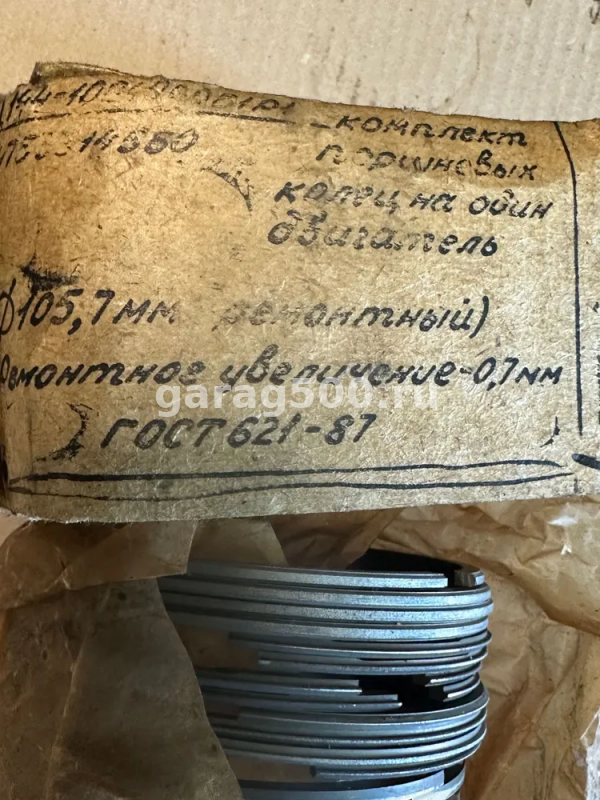 комплект
поршневых
колец на один
двигатель
Ф105,7мм ремонтный)
Ремонтное увеличение-0,7мм
garag500.ru
ГОСТ 621-87